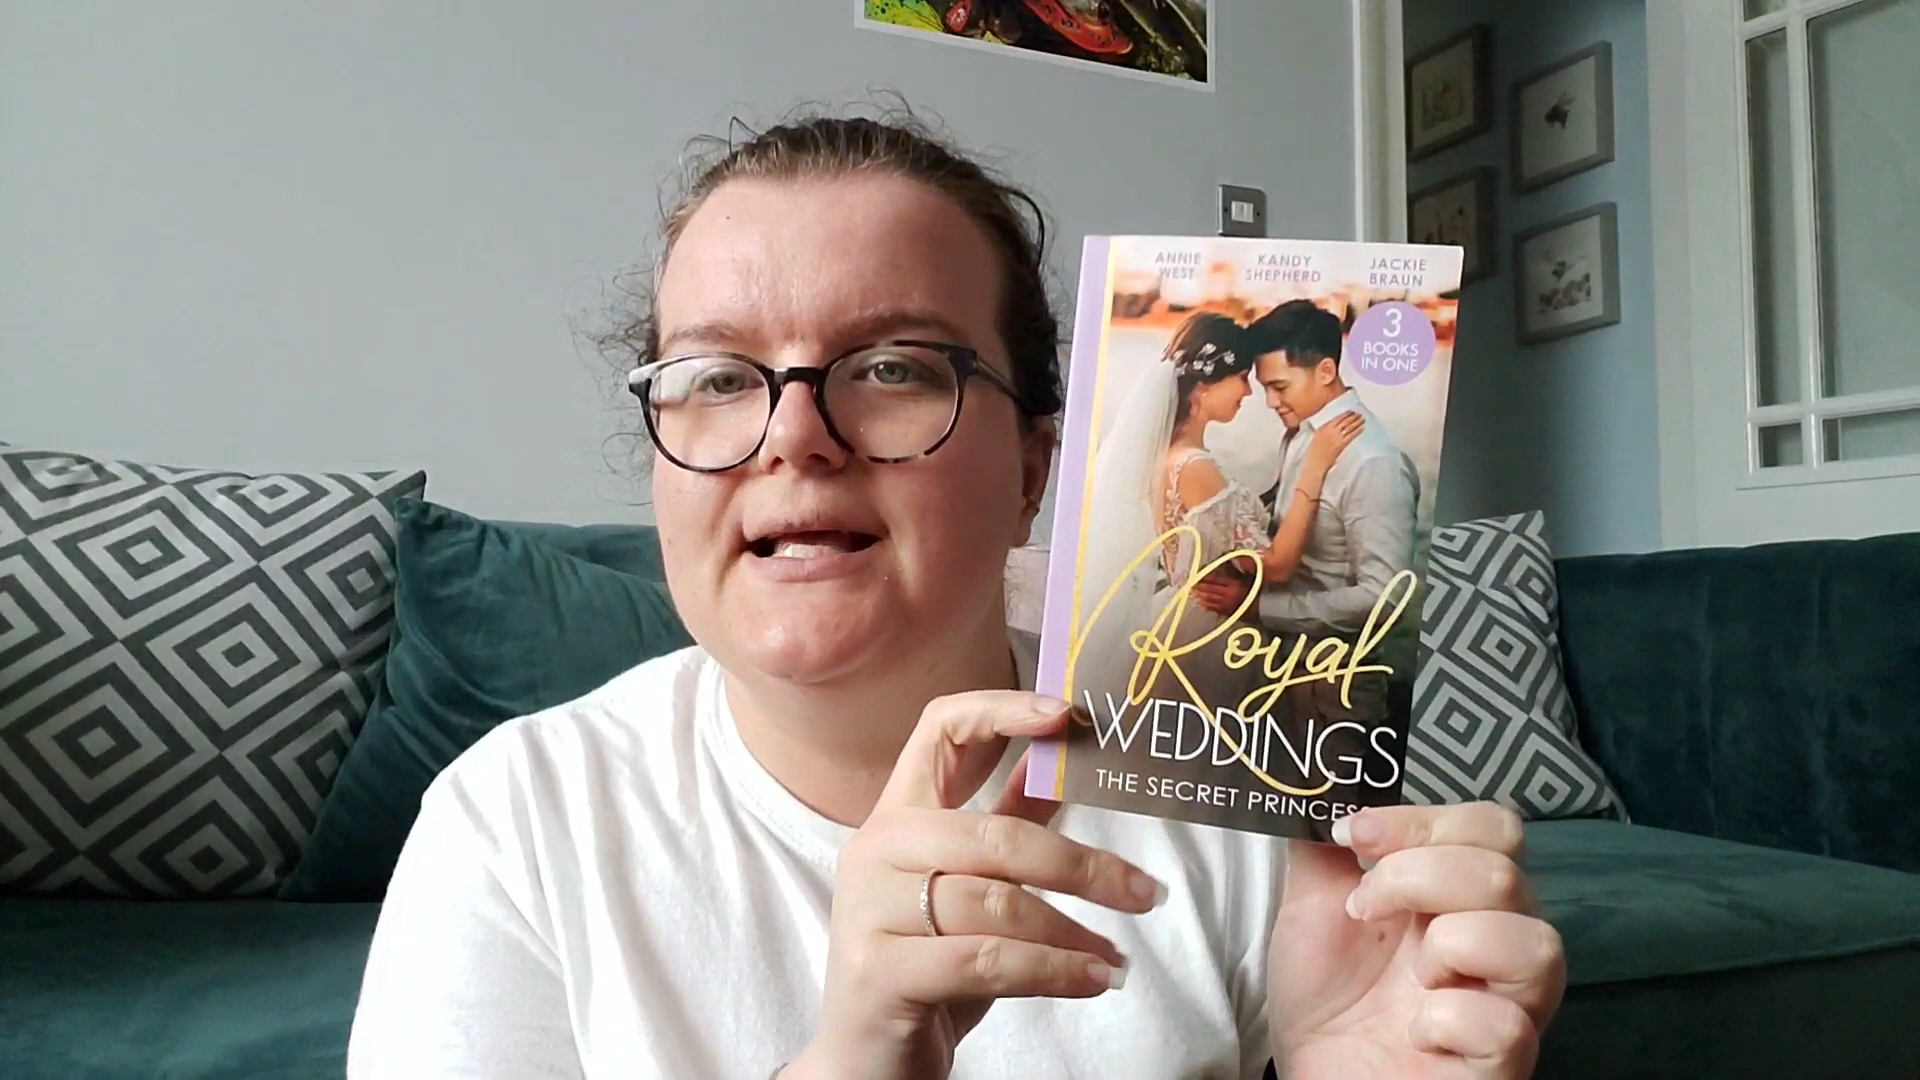 ANNIE
WEST
KANDY
SHEPHERD
JACKIE
BRAUN
3
BOOKS
IN ONE
Royal
WEDDINGS
THE SECRET PRINCESS